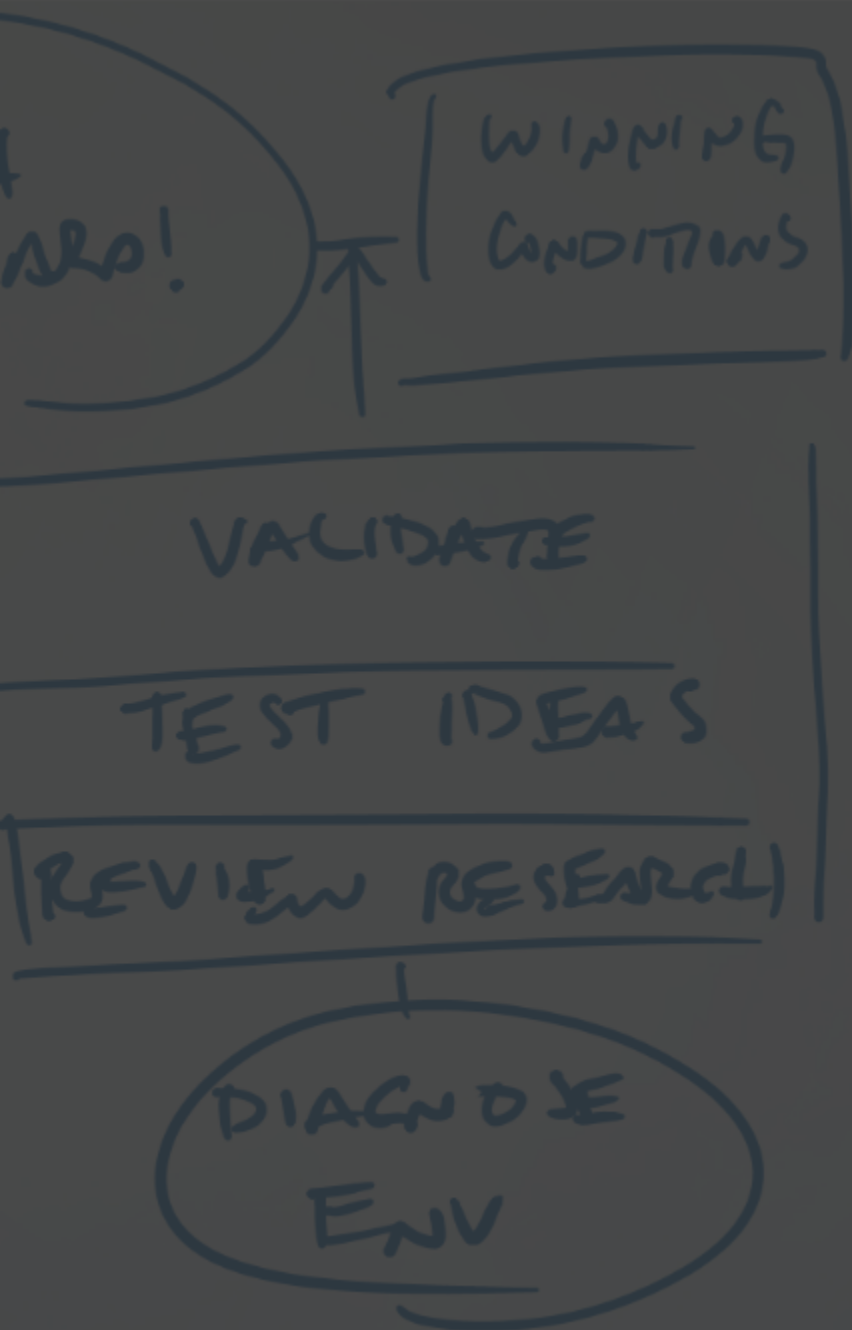 WINNING
CONDITIONS
VALIDATE
TEST IDEAS
REVIEW RESEARCH
DIAGNOSE
ENV